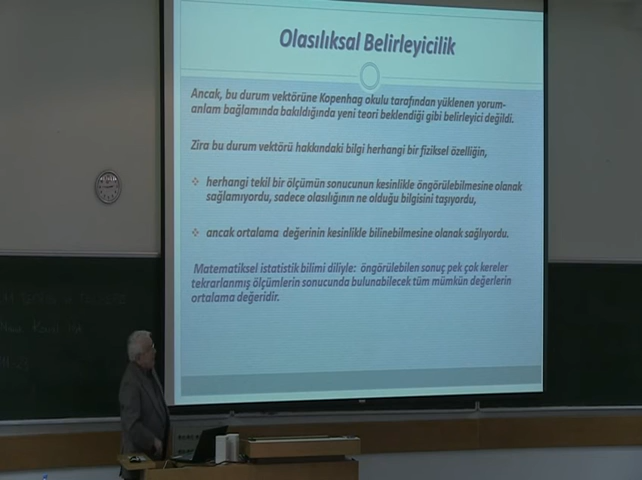 Olasılıksal Belirleyicilik
Ancak, bu durum vektörüne Kopenhag okulu tarafından yüklenen yorum-
anlam bağlamında bakıldığında yeni teori beklendiği gibi belirleyici değildi.
Zira bu durum vektörü hakkındaki bilgi herhangi bir fiziksel özelliğin,
herhangi tekil bir ölçümün sonucunun kesinlikle öngörülebilmesine olanak
sağlamıyordu, sadece olasılığının ne olduğu bilgisini taşıyordu,
ancak ortalama değerinin kesinlikle bilinebilmesine olanak sağlıyordu.
Matematiksel istatistik bilimi diliyle: öngörülebilen sonuç pek çok kereler
tekrarlanmış ölçümlerin sonucunda bulunabilecek tüm mümkün değerlerin
ortalama değeridir.